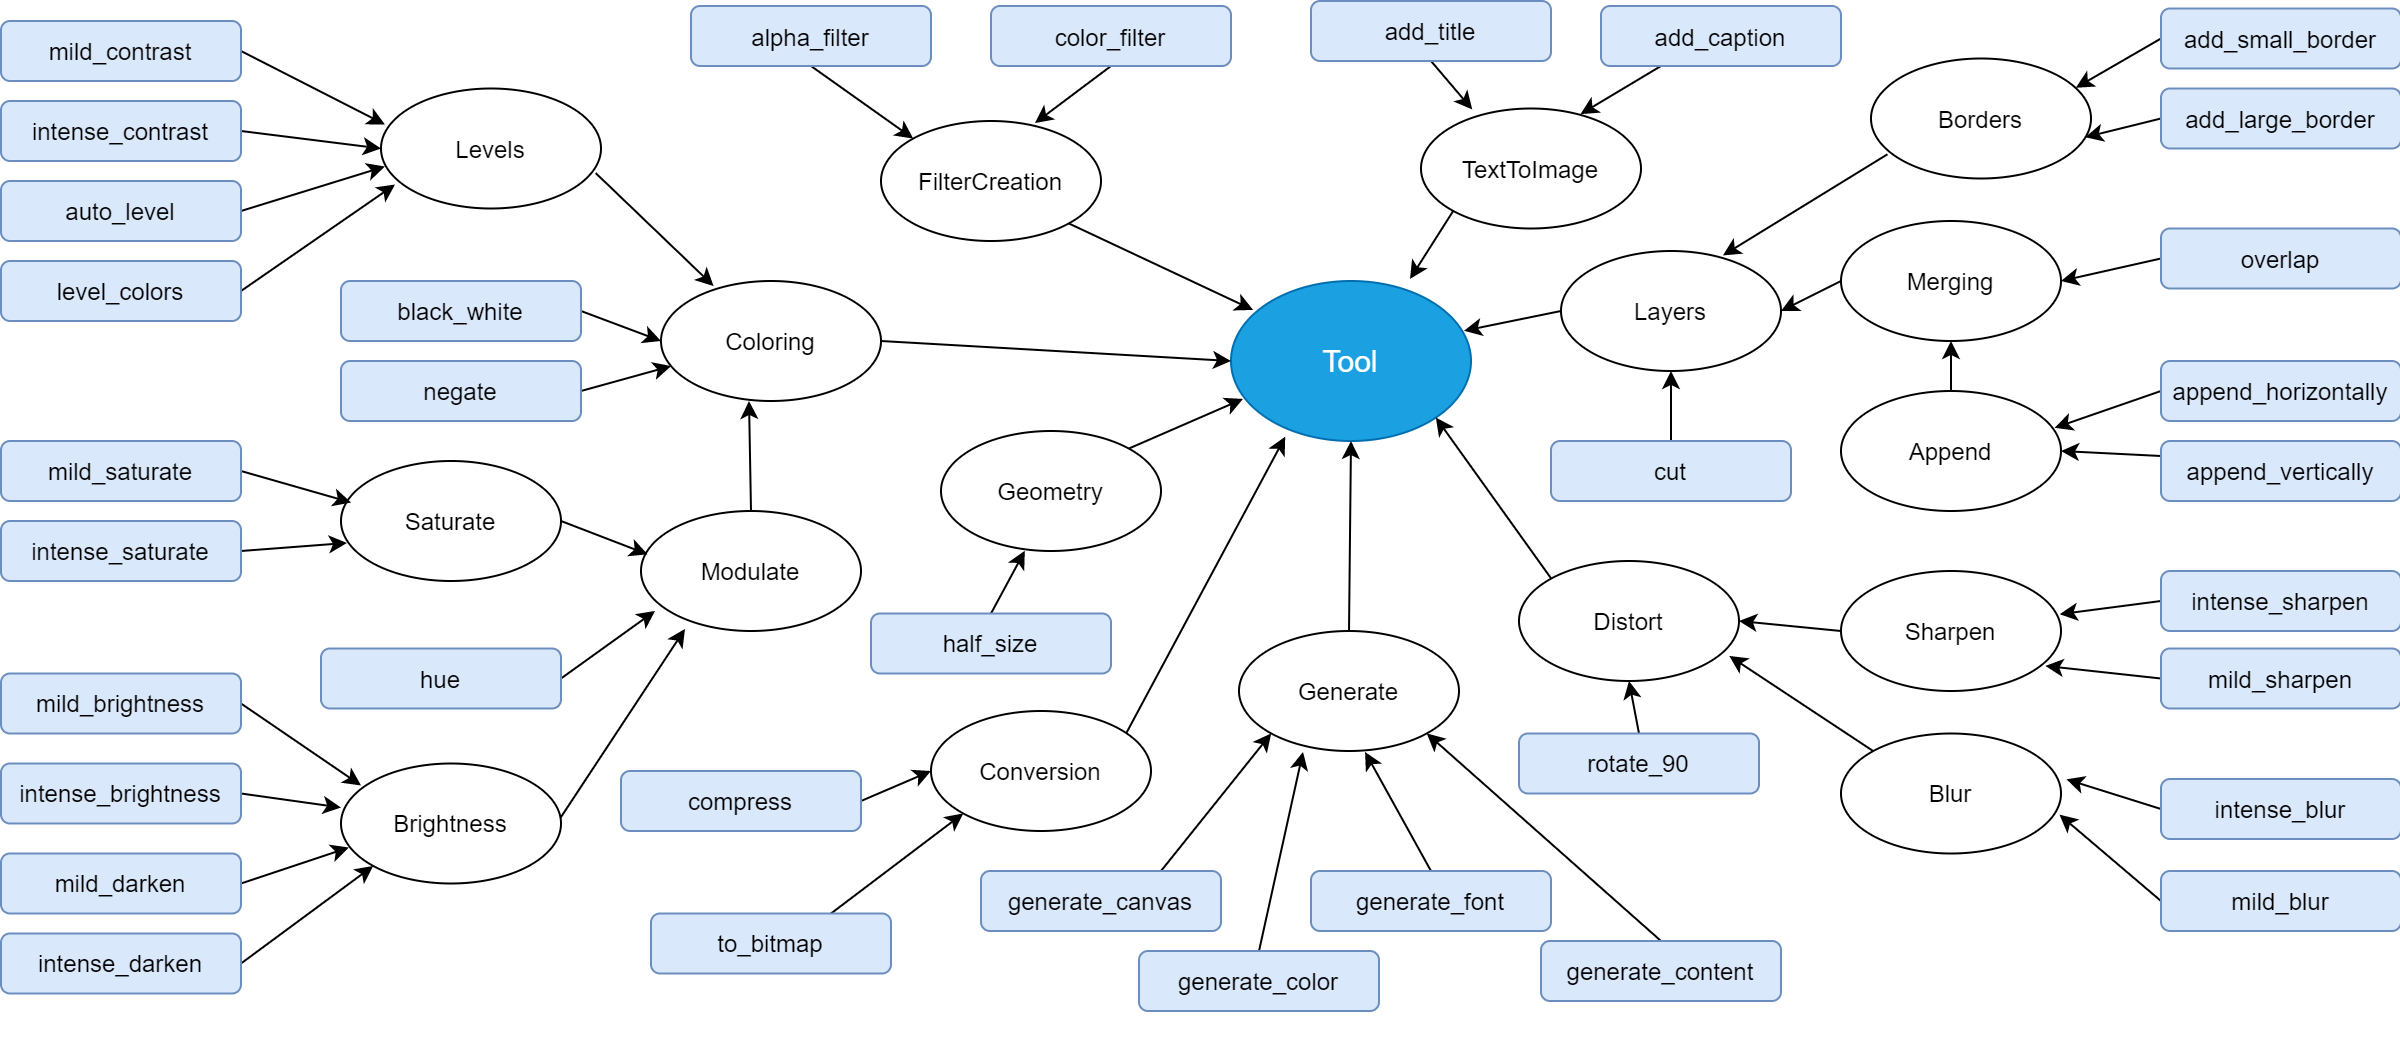 add_title
alpha_filter
color_filter
add_caption
add_small_border
mild_contrast
add_large_border
Borders
intense_contrast
Levels
TextToImage
FilterCreation
auto_level
overlap
Merging
level_colors
black_white
Layers
Coloring
Tool
negate
append_horizontally
Append
mild_saturate
cut
append_vertically
Geometry
Saturate
intense_saturate
Modulate
intense_sharpen
Distort
Sharpen
half_size
hue
mild_sharpen
Generate
mild_brightness
rotate_90
Conversion
intense_brightness
Blur
compress
intense_blur
Brightness
mild_darken
generate_canvas
generate_font
mild_blur
to_bitmap
intense_darken
generate_content
generate_color